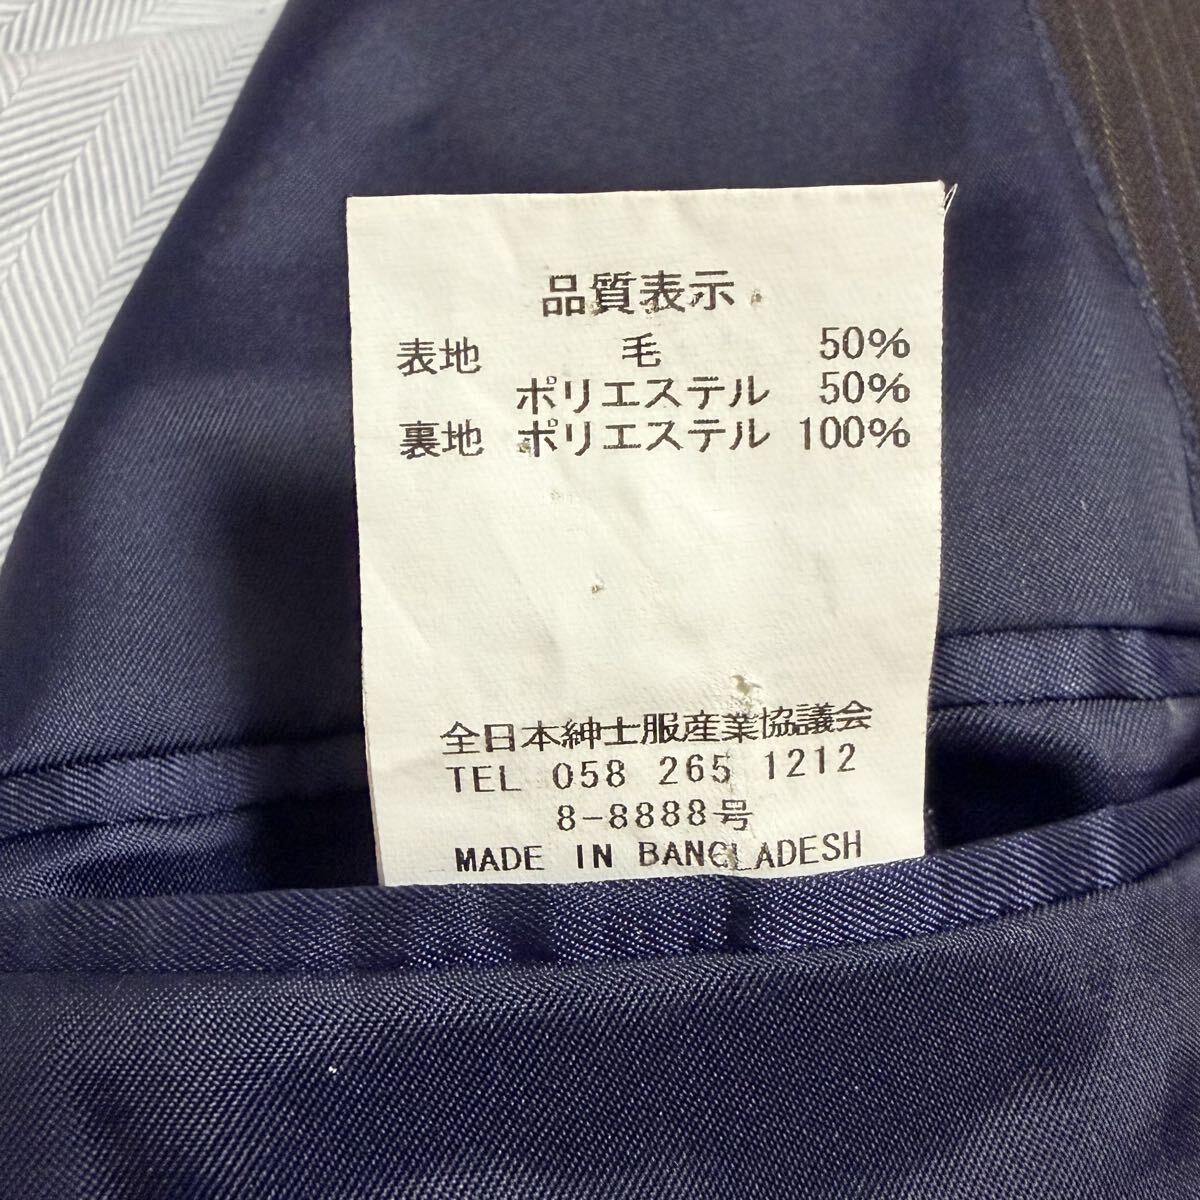 品質表示
表地 毛 50%
ポリエステル 50%
裏地 ポリエステル 100%
全日本紳士服産業協議会
TEL 058 265 1212
8-8888号
MADE IN BANGLADESH